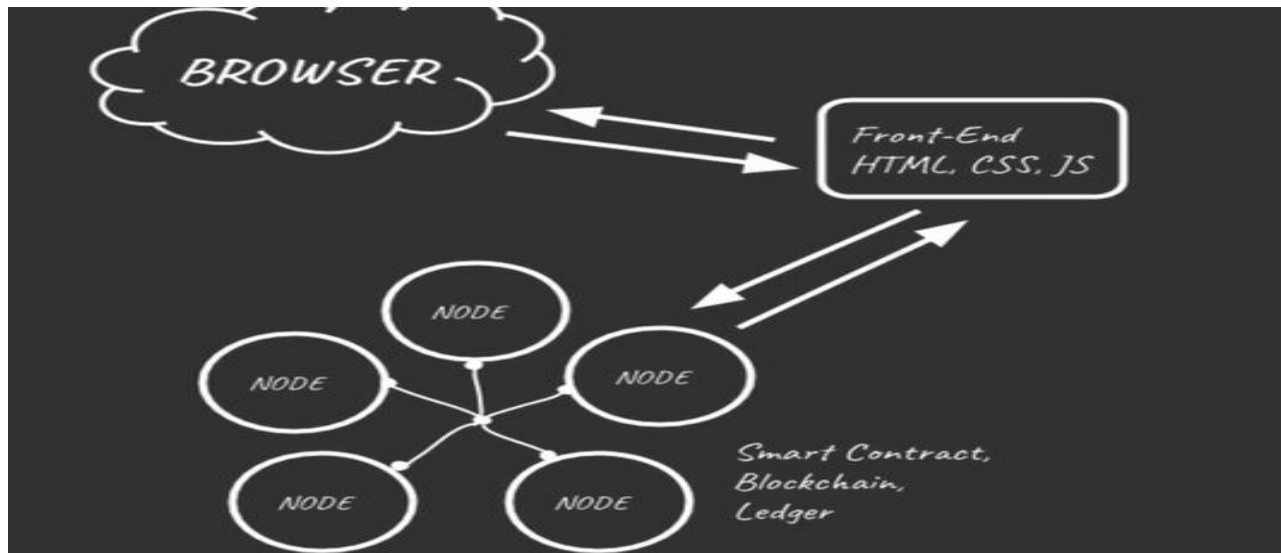 BROWSER
Front-End
HTML, CSS, JS
NODE
NODE
NODE
NODE
NODE
Smart Contract,
Blockchain,
Ledger